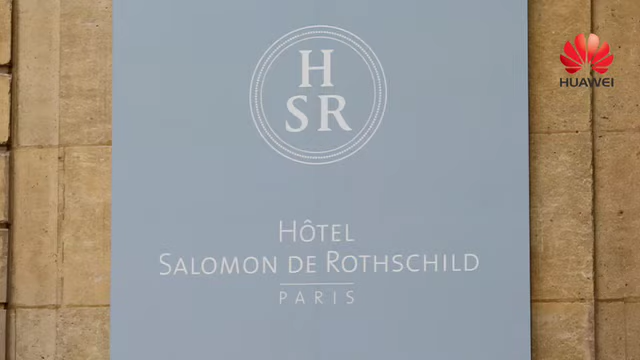 H
SR
HÔTEL
SALOMON DE ROTHSCHILD
PARIS
HUAWEI